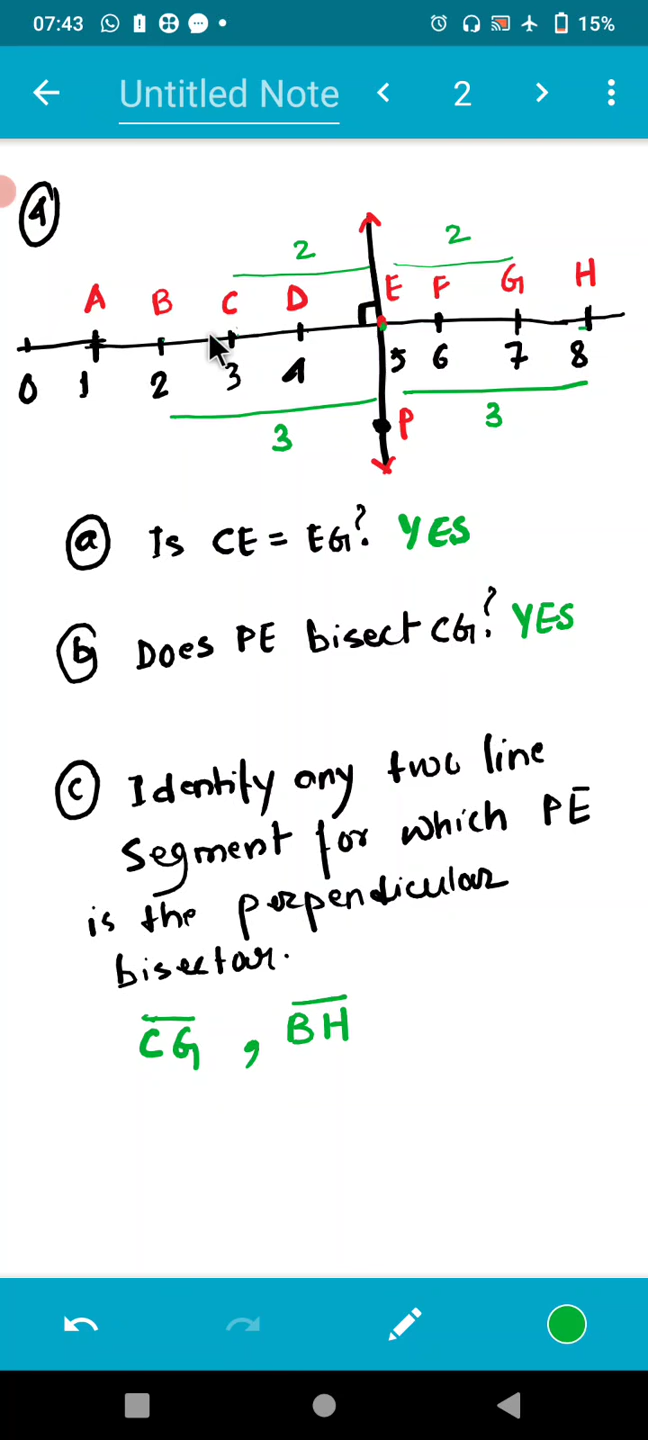 07:43 15%
Untitled Note 2
4
2 2
A B C D E F G H
0 1 2 3 4 5 6 7 8
3 P 3
a Is CE = EG? YES
b Does PE bisect CG? YES
c Identify any two line
segment for which PE
is the perpendicular
bisector.
CG , BH